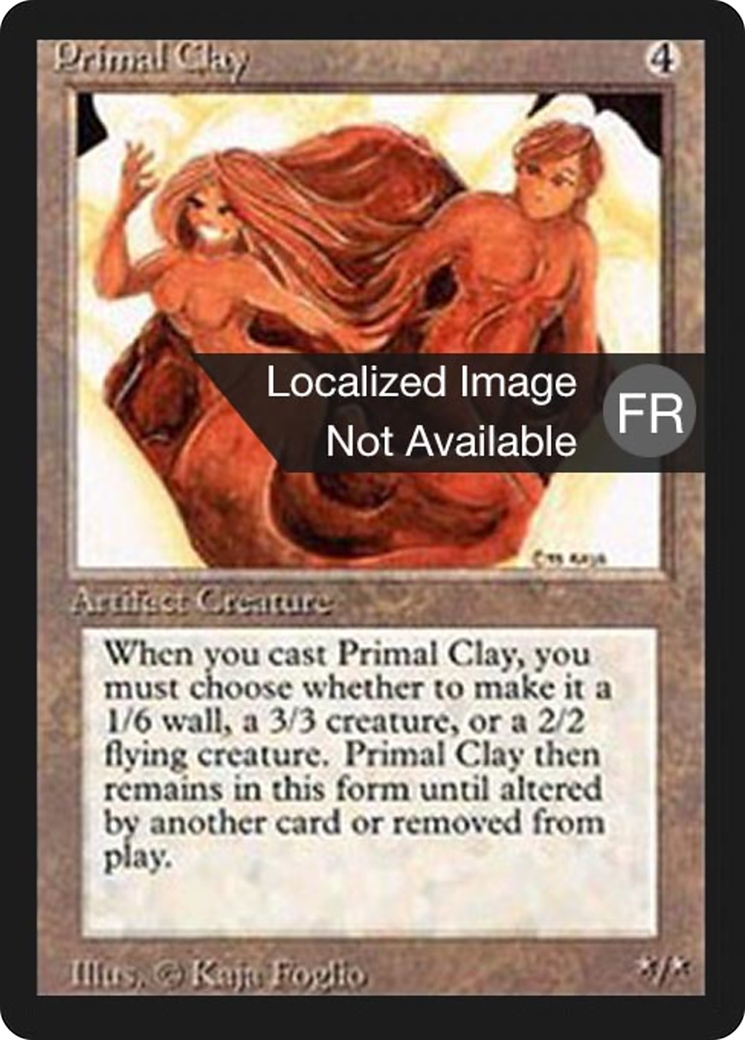 Primal Clay 4
Localized Image
Not Available
FR
©'93 KAJA
Artifact Creature
When you cast Primal Clay, you
must choose whether to make it a
1/6 wall, a 3/3 creature, or a 2/2
flying creature. Primal Clay then
remains in this form until altered
by another card or removed from
play.
Illus. © Kaja Foglio */*